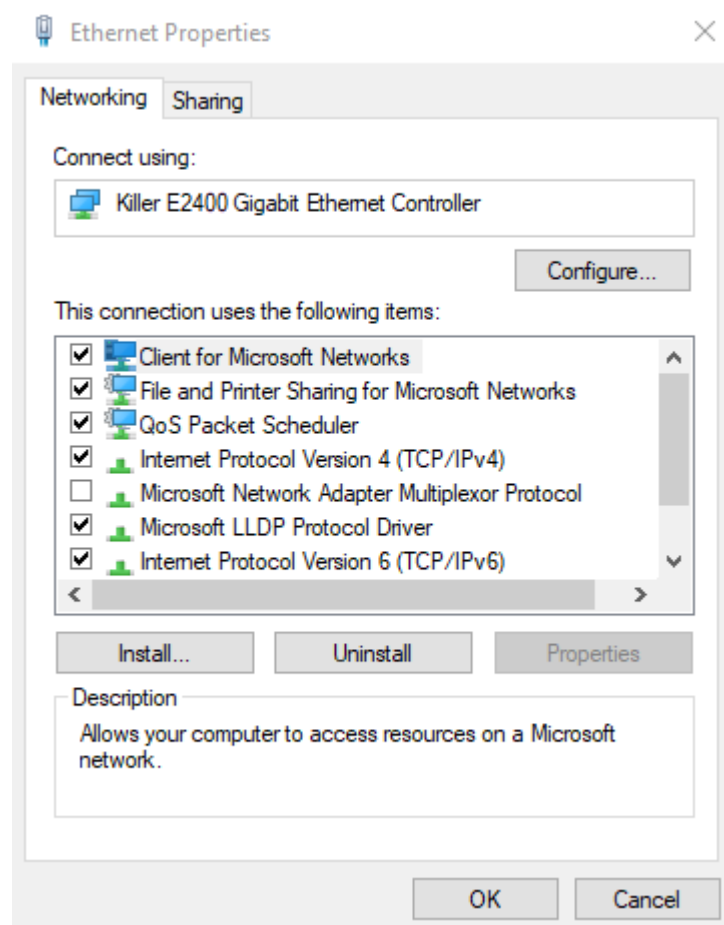 Ethernet Properties
Networking
Sharing
Connect using:
Killer E2400 Gigabit Ethernet Controller
Configure...
This connection uses the following items:
Client for Microsoft Networks
File and Printer Sharing for Microsoft Networks
QoS Packet Scheduler
Internet Protocol Version 4 (TCP/IPv4)
Microsoft Network Adapter Multiplexor Protocol
Microsoft LLDP Protocol Driver
Internet Protocol Version 6 (TCP/IPv6)
Install...
Uninstall
Properties
Description
Allows your computer to access resources on a Microsoft
network.
OK
Cancel